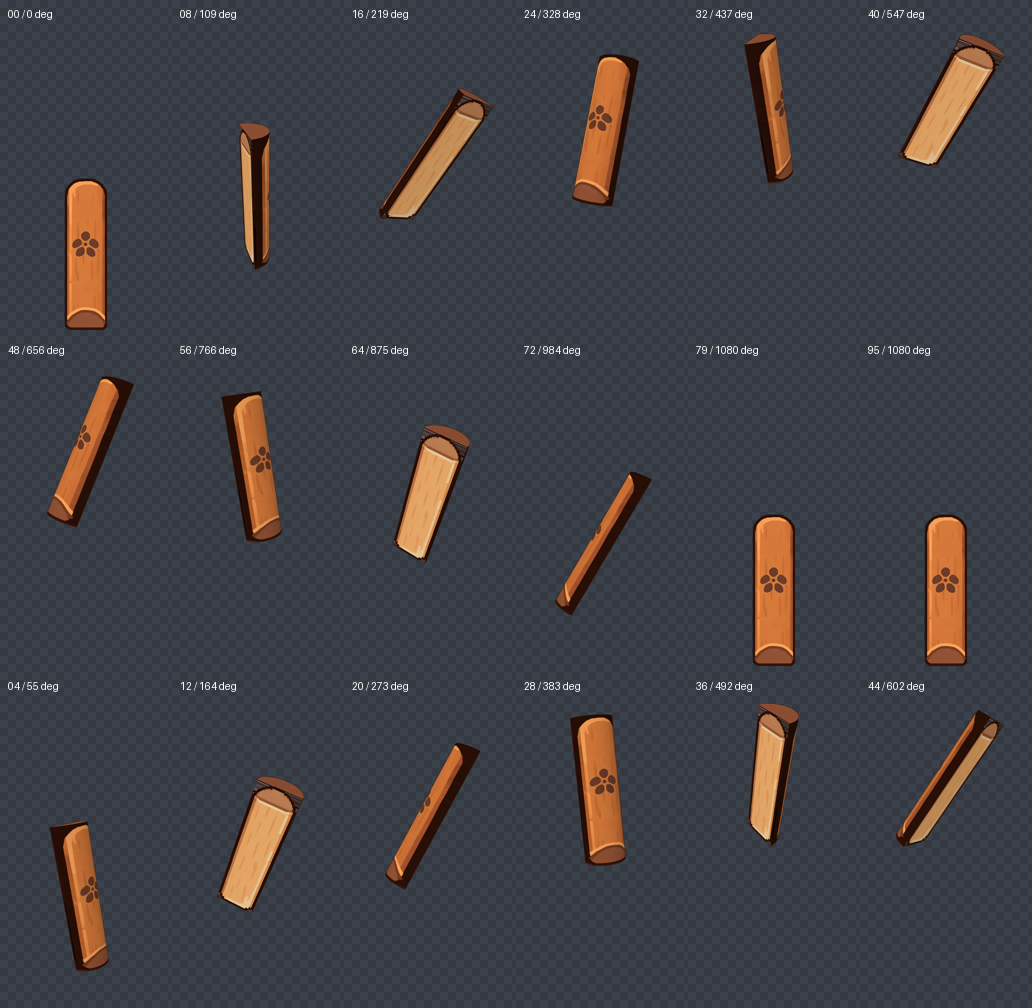 00 / 0 deg
08 / 109 deg
16 / 219 deg
24 / 328 deg
32 / 437 deg
40 / 547 deg
48 / 656 deg
56 / 766 deg
64 / 875 deg
72 / 984 deg
79 / 1080 deg
95 / 1080 deg
04 / 55 deg
12 / 164 deg
20 / 273 deg
28 / 383 deg
36 / 492 deg
44 / 602 deg